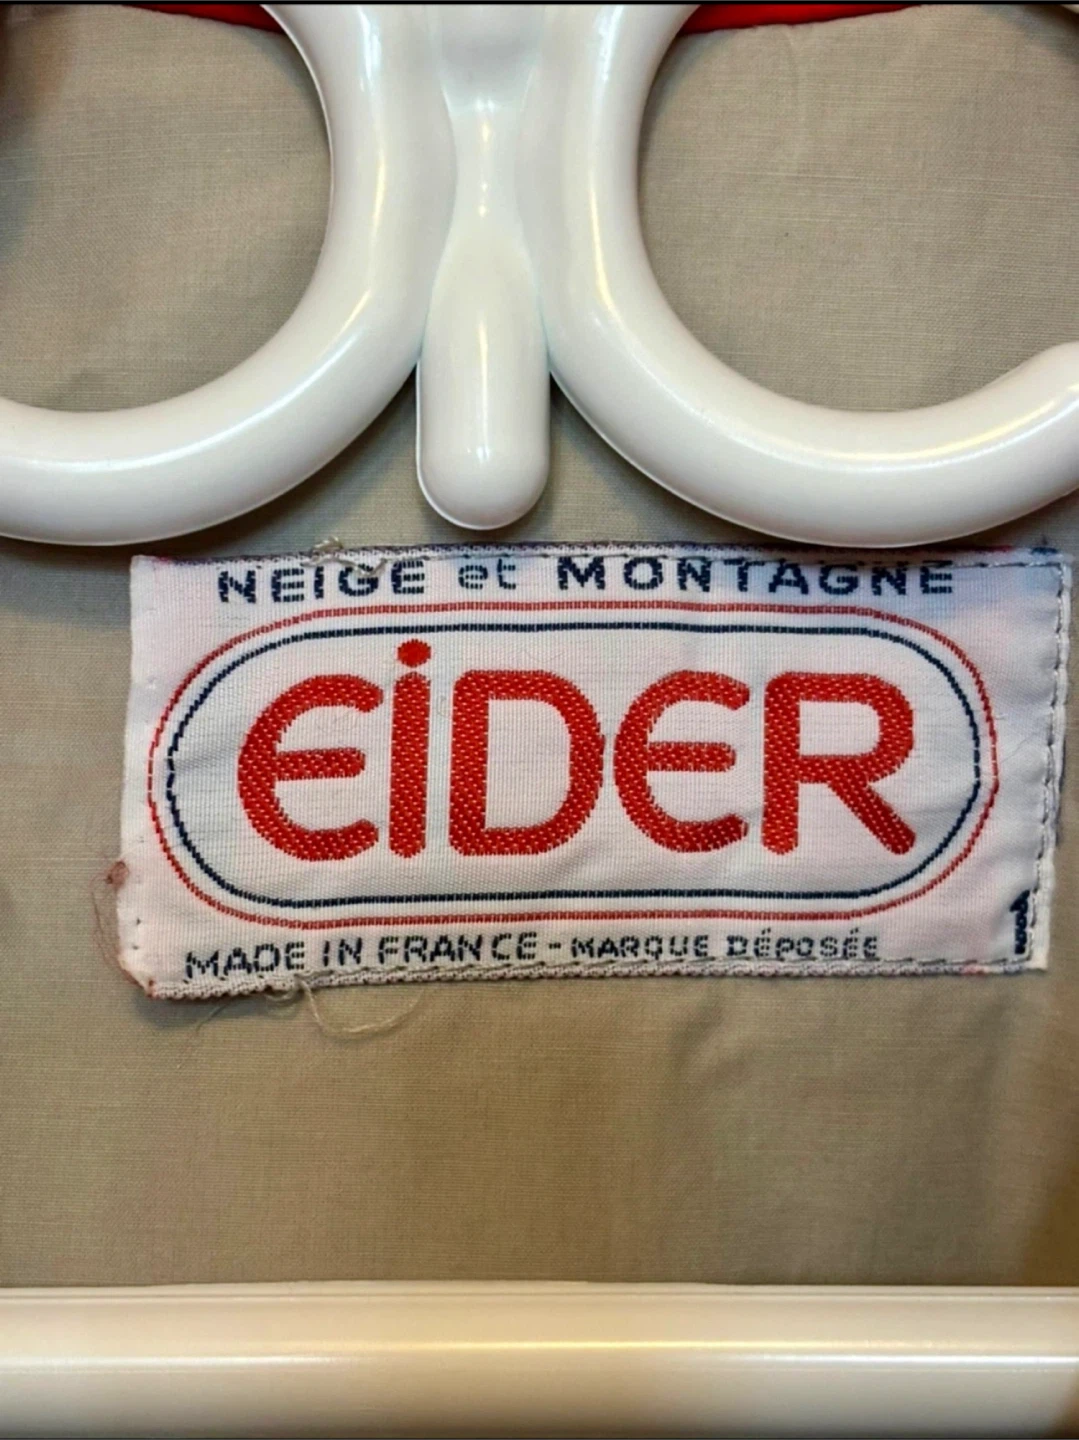 NEIGE et MONTAGNE
EiDER
MADE IN FRANCE - MARQUE DÉPOSÉE